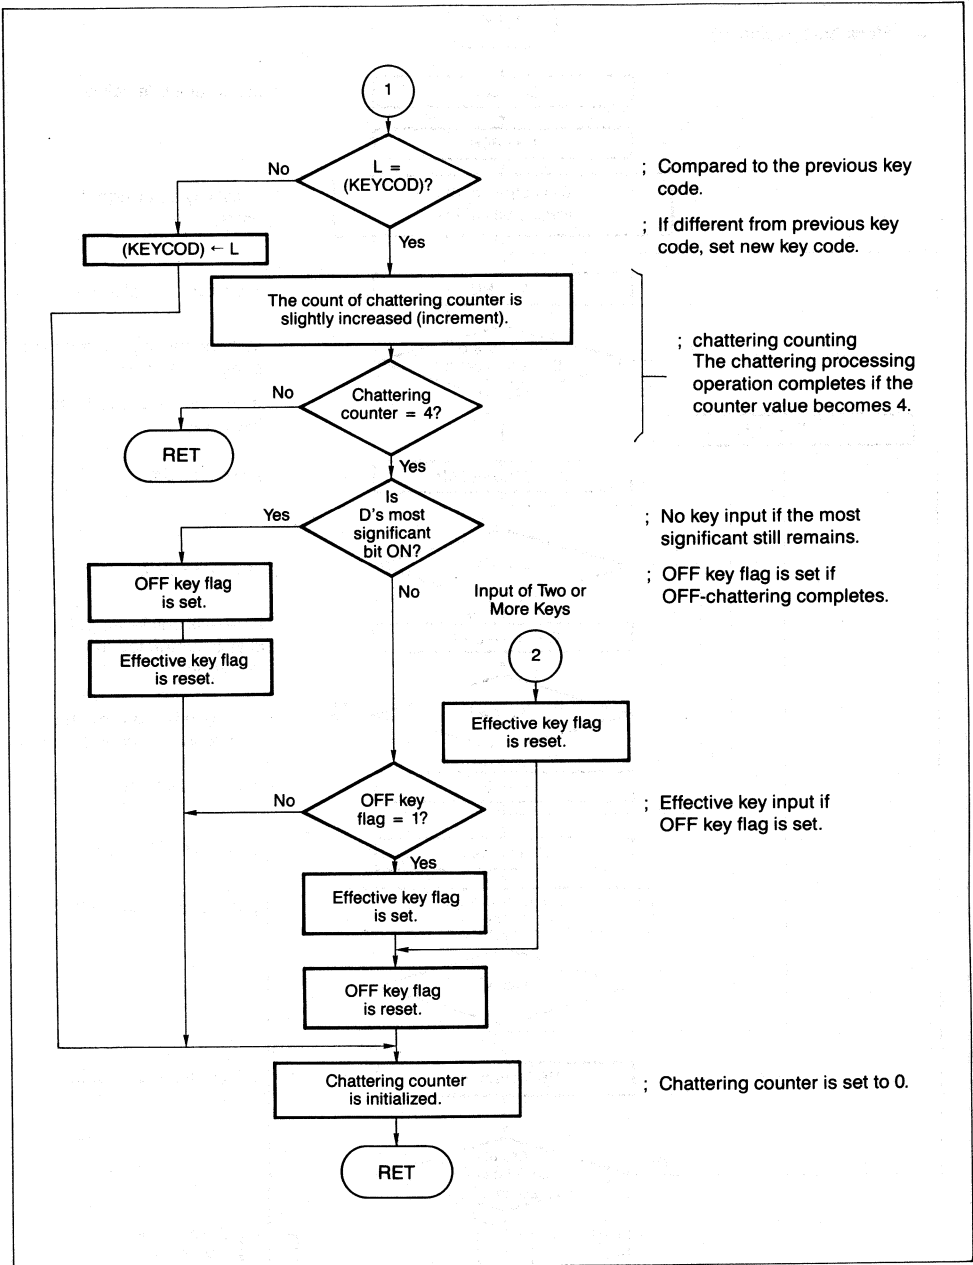 1
L =
(KEYCOD)?
No
; Compared to the previous key
code.
Yes
; If different from previous key
code, set new key code.
(KEYCOD) ← L
The count of chattering counter is
slightly increased (increment).
; chattering counting
The chattering processing
operation completes if the
counter value becomes 4.
No
Chattering
counter = 4?
RET
Yes
Yes
Is
D's most
significant
bit ON?
; No key input if the most
significant still remains.
; OFF key flag is set if
OFF-chattering completes.
OFF key flag
is set.
No
Input of Two or
More Keys
Effective key flag
is reset.
2
Effective key flag
is reset.
No
OFF key
flag = 1?
; Effective key input if
OFF key flag is set.
Yes
Effective key flag
is set.
OFF key flag
is reset.
Chattering counter
is initialized.
; Chattering counter is set to 0.
RET